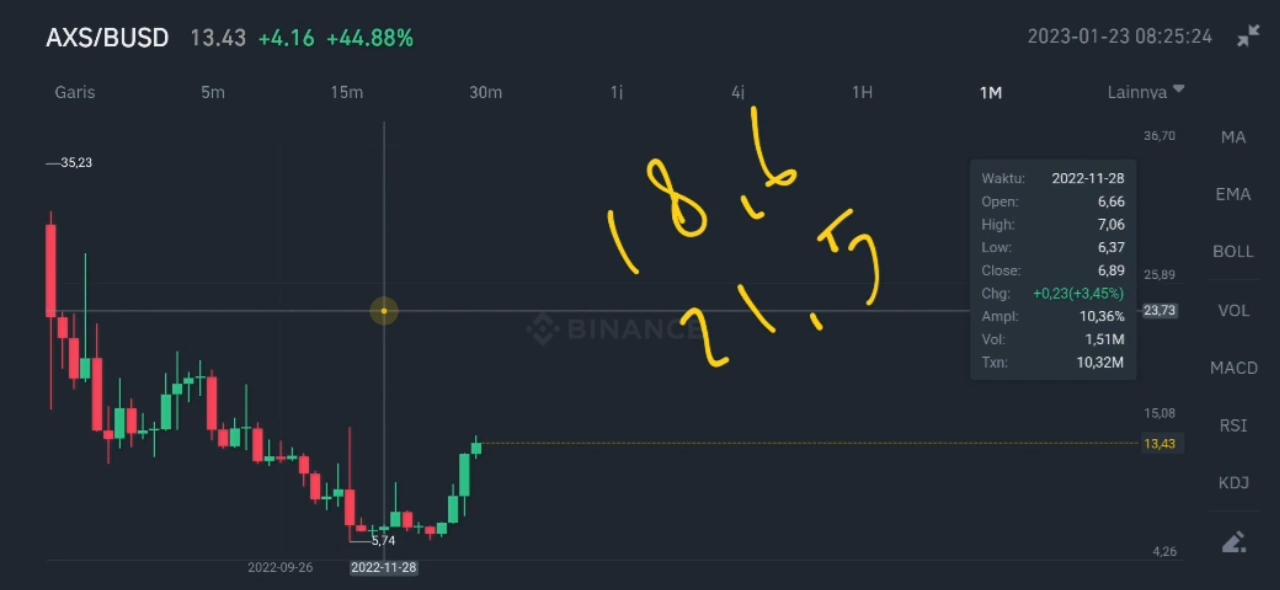 AXS/BUSD 13.43 +4.16 +44.88% 2023-01-23 08:25:24
Garis 5m 15m 30m 1j 4j 1H 1M Lainnya
36,70
MA
35,23
Waktu: 2022-11-28
Open: 6,66
EMA
High: 7,06
18,6
Low: 6,37
BOLL
Close: 6,89
25,89
Chg: +0,23(+3,45%)
23,73
VOL
Ampl: 10,36%
21.5
BINANCE
Vol: 1,51M
Txn: 10,32M
MACD
15,08
RSI
13,43
KDJ
5,74
4,26
2022-09-26 2022-11-28